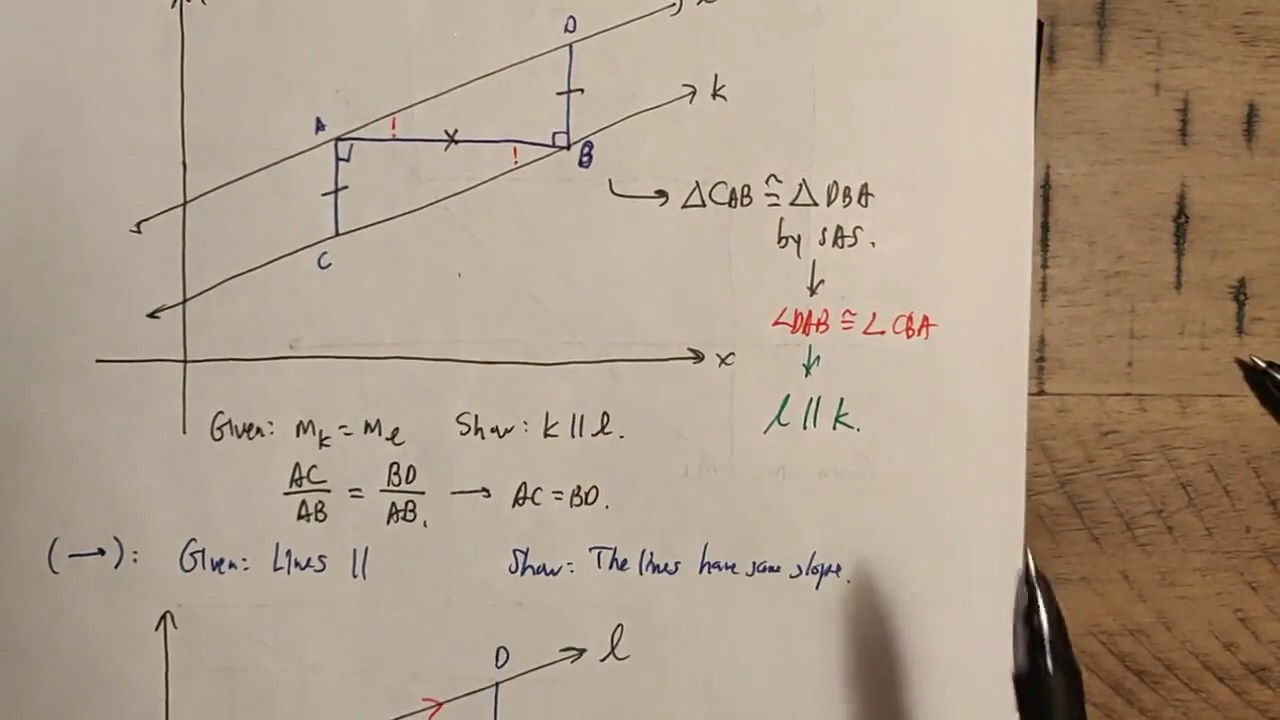 D
k
A
!
!
B
△CAB ≅ △DBA
by SAS.
C
∠DAB ≅ ∠CBA
x
l || k.
Given: m_k = m_l Show: k || l.
AC/AB = BD/AB. → AC = BD.
(→): Given: Lines || Show: The lines have same slope.
D
l